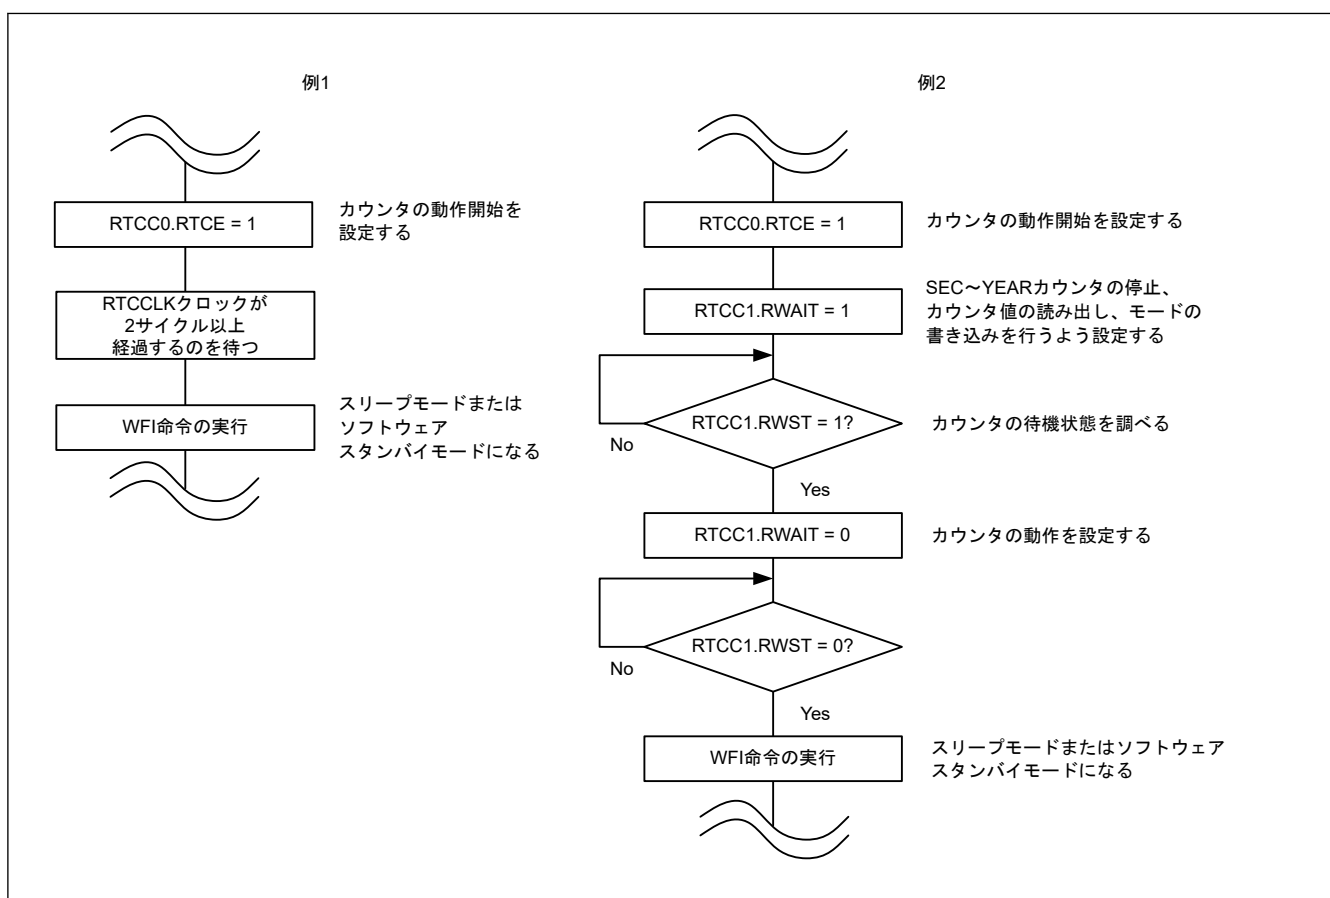 例1
RTCC0.RTCE = 1
カウンタの動作開始を
設定する
RTCCLKクロックが
2サイクル以上
経過するのを待つ
WFI命令の実行
スリープモードまたは
ソフトウェア
スタンバイモードになる
例2
RTCC0.RTCE = 1
カウンタの動作開始を設定する
RTCC1.RWAIT = 1
SEC～YEARカウンタの停止、
カウンタ値の読み出し、モードの
書き込みを行うよう設定する
RTCC1.RWST = 1?
カウンタの待機状態を調べる
No
Yes
RTCC1.RWAIT = 0
カウンタの動作を設定する
RTCC1.RWST = 0?
No
Yes
WFI命令の実行
スリープモードまたはソフトウェア
スタンバイモードになる